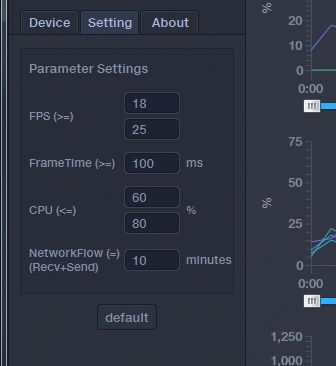 Device Setting About
Parameter Settings
FPS (>=)
18
25
FrameTime (>=) 100 ms
CPU (<=)
60
80
%
NetworkFlow (=)
(Recv+Send)
10 minutes
default
%
20
10
0
0:00
%
75
50
25
0
0:00
1,250
1,000